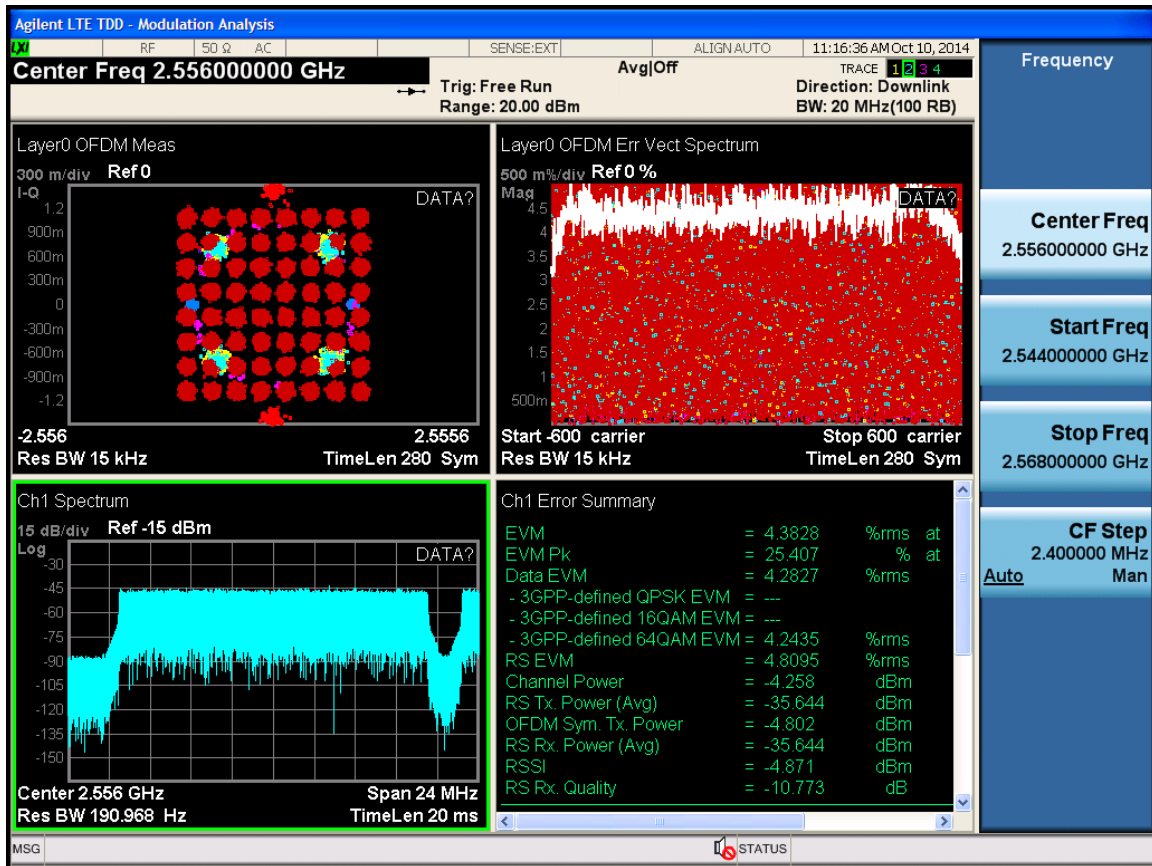 Agilent LTE TDD - Modulation Analysis
LXI RF 50 Ω AC SENSE:EXT ALIGN AUTO 11:16:36 AM Oct 10, 2014
Center Freq 2.556000000 GHz
Avg|Off
TRACE 1 2 3 4
Trig: Free Run
Direction: Downlink
Range: 20.00 dBm
BW: 20 MHz(100 RB)
Layer0 OFDM Meas
300 m/div Ref 0
I-Q
DATA?
1.2
900m
600m
300m
0
-300m
-600m
-900m
-1.2
-2.556 2.5556
Res BW 15 kHz TimeLen 280 Sym
Layer0 OFDM Err Vect Spectrum
500 m%/div Ref 0 %
Mag
DATA?
4.5
4
3.5
3
2.5
2
1.5
1
500m
Start -600 carrier Stop 600 carrier
Res BW 15 kHz TimeLen 280 Sym
Ch1 Spectrum
15 dB/div Ref -15 dBm
Log
DATA?
-30
-45
-60
-75
-90
-105
-120
-135
-150
Center 2.556 GHz Span 24 MHz
Res BW 190.968 Hz TimeLen 20 ms
Ch1 Error Summary
EVM = 4.3828 %rms at
EVM Pk = 25.407 % at
Data EVM = 4.2827 %rms
- 3GPP-defined QPSK EVM = ---
- 3GPP-defined 16QAM EVM = ---
- 3GPP-defined 64QAM EVM = 4.2435 %rms
RS EVM = 4.8095 %rms
Channel Power = -4.258 dBm
RS Tx. Power (Avg) = -35.644 dBm
OFDM Sym. Tx. Power = -4.802 dBm
RS Rx. Power (Avg) = -35.644 dBm
RSSI = -4.871 dBm
RS Rx. Quality = -10.773 dB
Frequency
Center Freq
2.556000000 GHz
Start Freq
2.544000000 GHz
Stop Freq
2.568000000 GHz
CF Step
2.400000 MHz
Auto Man
MSG STATUS